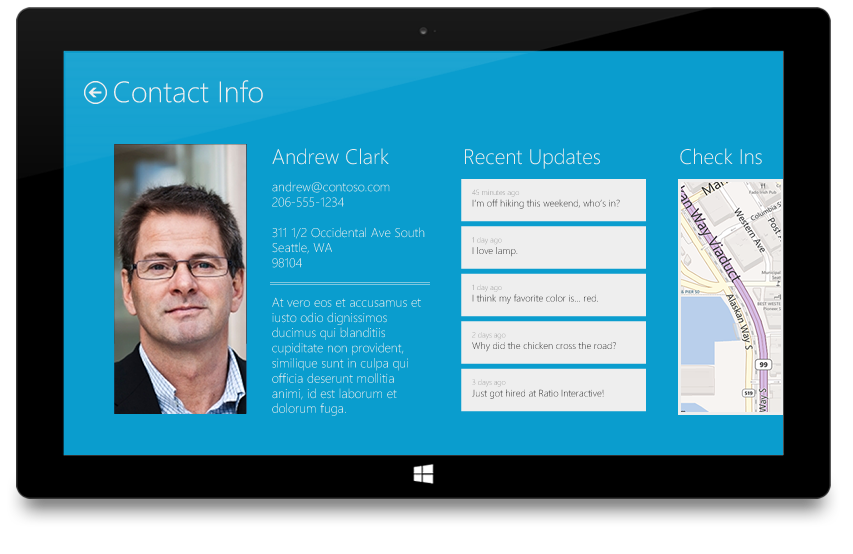 Contact Info
Andrew Clark
andrew@contoso.com
206-555-1234
311 1/2 Occidental Ave South
Seattle, WA
98104
At vero eos et accusamus et
iusto odio dignissimos
ducimus qui blanditiis
cupiditate non provident,
similique sunt in culpa qui
officia deserunt mollitia
animi, id est laborum et
dolorum fuga.
Recent Updates
45 minutes ago
I'm off hiking this weekend, who's in?
1 day ago
I love lamp.
1 day ago
I think my favorite color is... red.
2 days ago
Why did the chicken cross the road?
3 days ago
Just got hired at Ratio Interactive!
Check Ins
Mari
Columbia S
Western Ave
Post A
an Way Viaduct
Municipal
Alaskan Way S
99
519
Way S